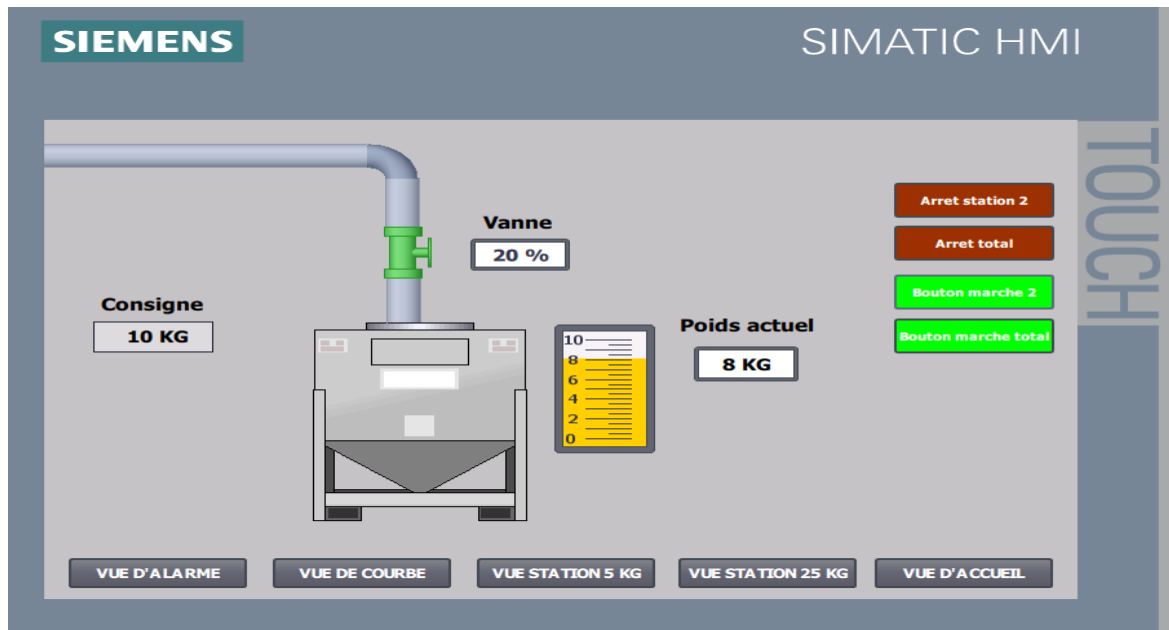 SIEMENS
SIMATIC HMI
TOUCH
Arret station 2
Vanne
Arret total
20 %
Bouton marche 2
Consigne
Poids actuel
10 KG
Bouton marche total
10
8
6
4
2
0
8 KG
VUE D'ALARME
VUE DE COURBE
VUE STATION 5 KG
VUE STATION 25 KG
VUE D'ACCUEIL